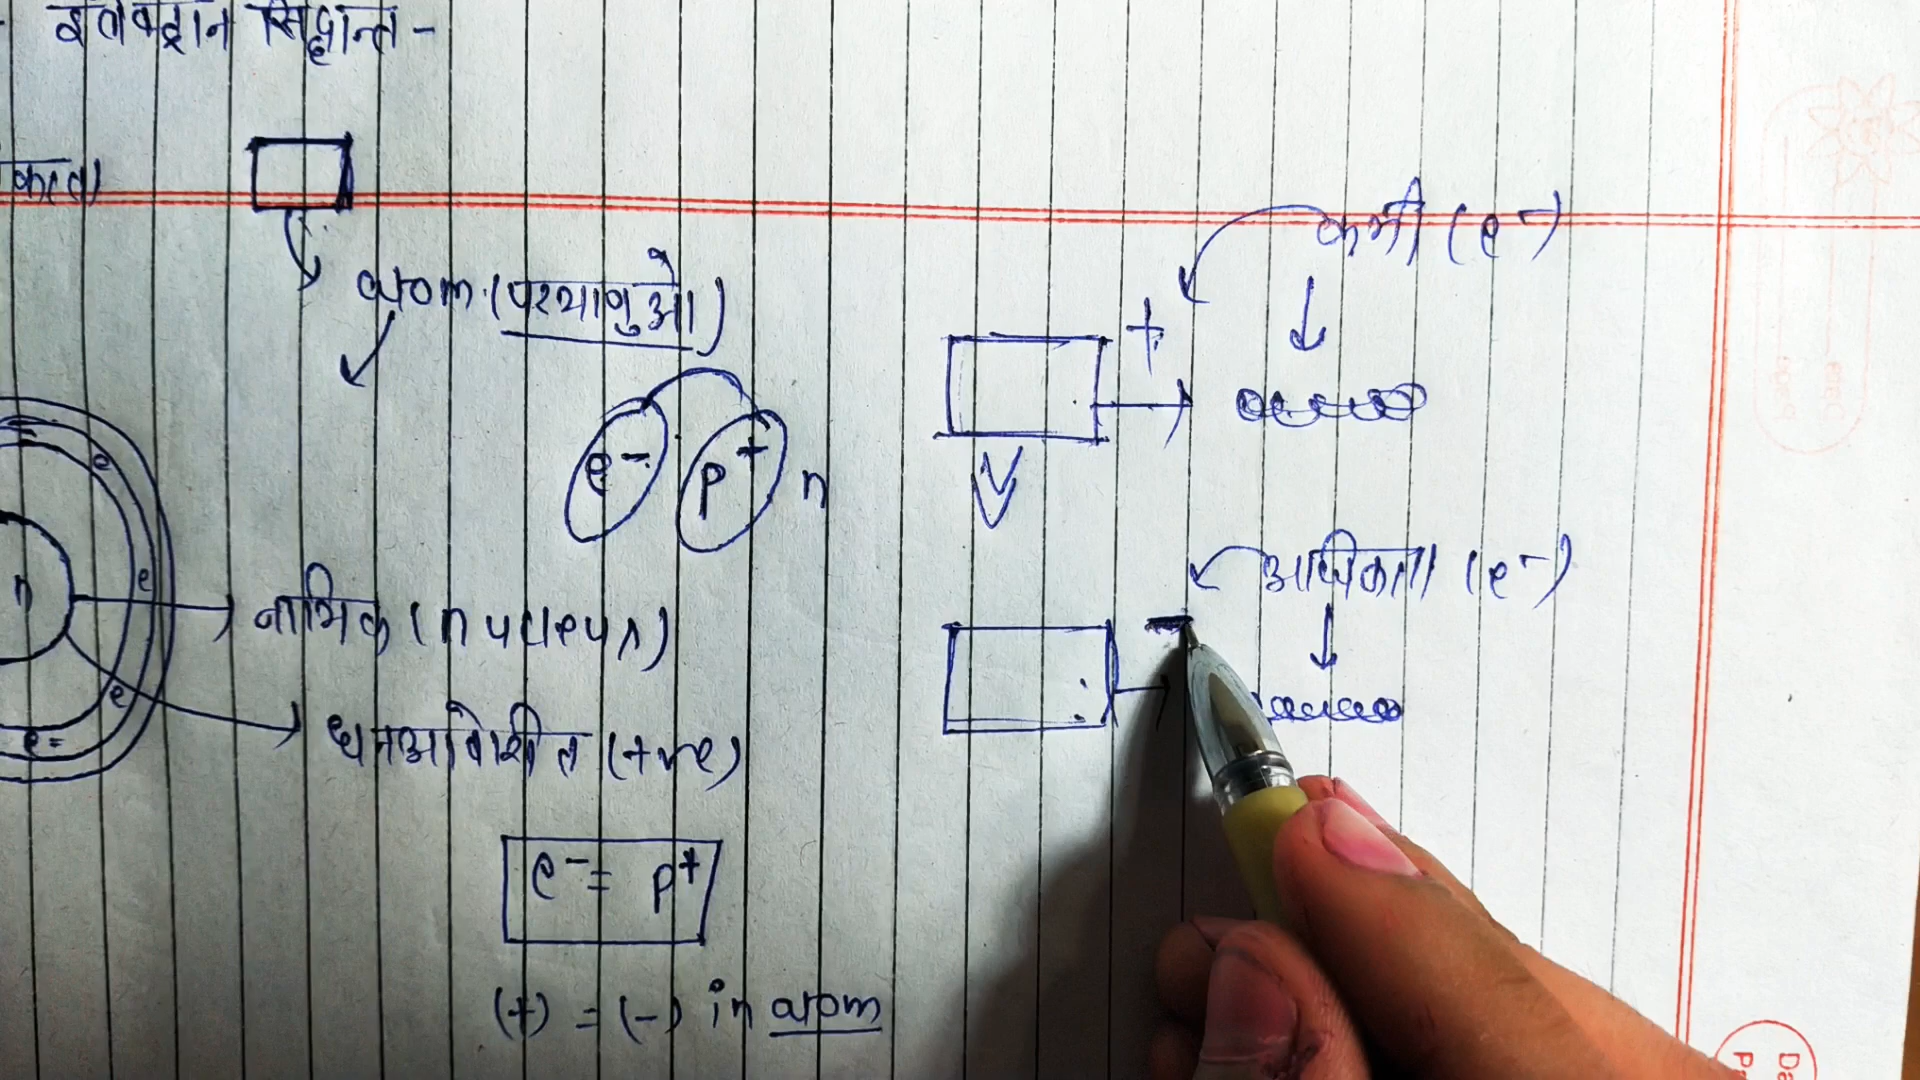 इलेक्ट्रान सिद्धान्त -
atom (परमाणुओं)
e⁻ p⁺ n
n
e
e
e
e -
नाभिक (nucleus)
धनआवेशीत (+ve)
e⁻ = p⁺
(+) = (-) in atom
कमी (e⁻)
+
अधिकता (e⁻)
-